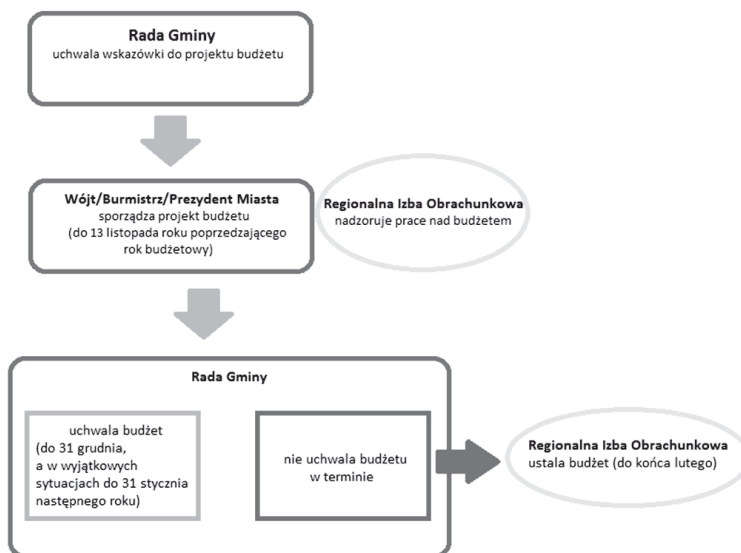 Rada Gminy
uchwala wskazówki do projektu budżetu
Wójt/Burmistrz/Prezydent Miasta
sporządza projekt budżetu
(do 13 listopada roku poprzedzającego
rok budżetowy)
Regionalna Izba Obrachunkowa
nadzoruje prace nad budżetem
Rada Gminy
uchwala budżet
(do 31 grudnia,
a w wyjątkowych
sytuacjach do 31 stycznia
następnego roku)
nie uchwala budżetu
w terminie
Regionalna Izba Obrachunkowa
ustala budżet (do końca lutego)